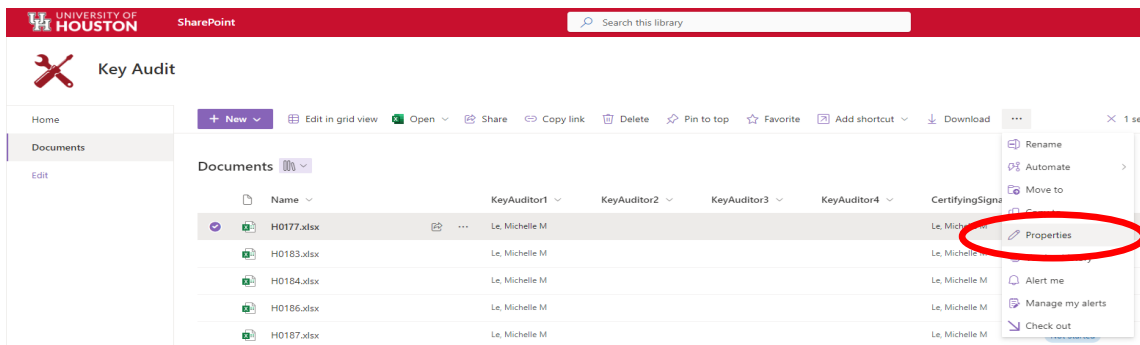 UNIVERSITY OF
HOUSTON
SharePoint
Search this library
Key Audit
Home
Documents
Edit
+ New Edit in grid view Open Share Copy link Delete Pin to top Favorite Add shortcut Download ... 1 se
Documents
Name KeyAuditor1 KeyAuditor2 KeyAuditor3 KeyAuditor4 CertifyingSigna
H0177.xlsx ... Le, Michelle M Le, Michelle M
H0183.xlsx Le, Michelle M Le, Michelle M
H0184.xlsx Le, Michelle M Le, Michelle M
H0186.xlsx Le, Michelle M Le, Michelle M
H0187.xlsx Le, Michelle M Le, Michelle M
Rename
Automate
Move to
Properties
Alert me
Manage my alerts
Check out